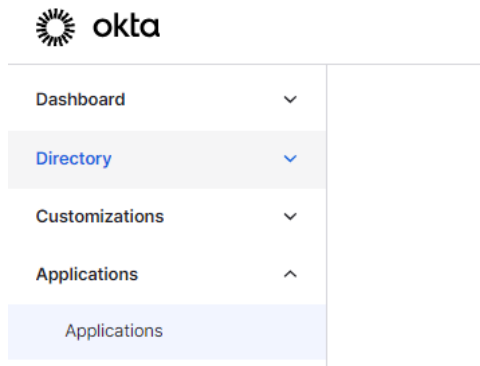 okta
Dashboard
Directory
Customizations
Applications
Applications